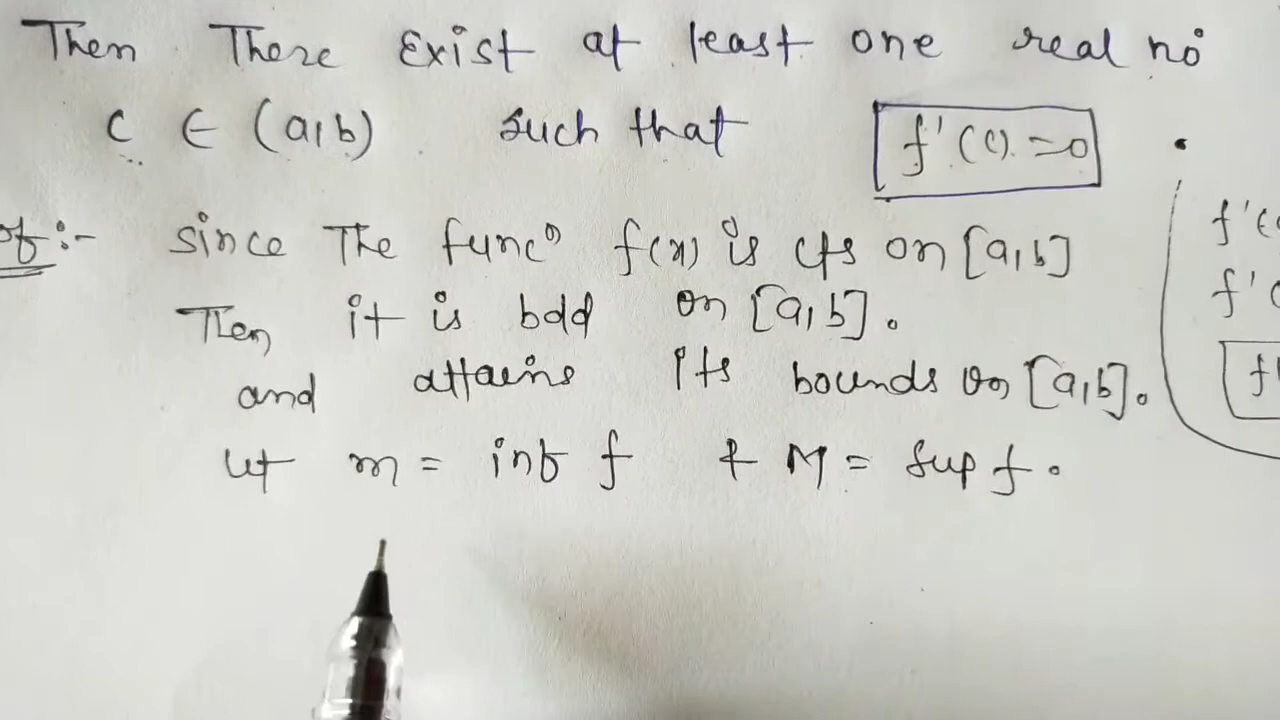 Then There Exist at least one real no
c ∈ (a,b) such that f'(c) = 0
of:- since The funcⁿ f(x) is cts on [a,b]
Then it is bdd on [a,b].
and attains its bounds on [a,b].
let m = inf f & M = sup f.
f'(
f'(
f